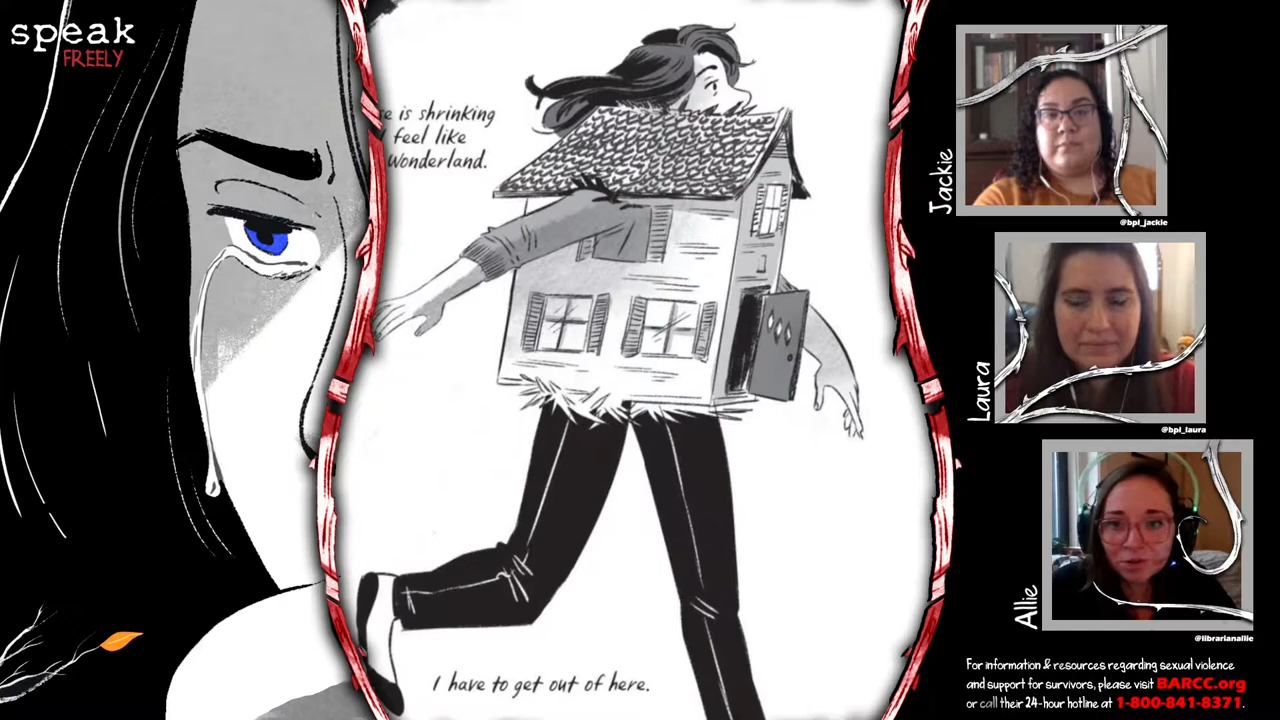 speak
FREELY
is shrinking
feel like
Wonderland.
I have to get out of here.
Jackie
@bpl_jackie
Laura
@bpl_laura
Allie
@librarianallie
For information & resources regarding sexual violence
and support for survivors, please visit BARCC.org
or call their 24-hour hotline at 1-800-841-8371.